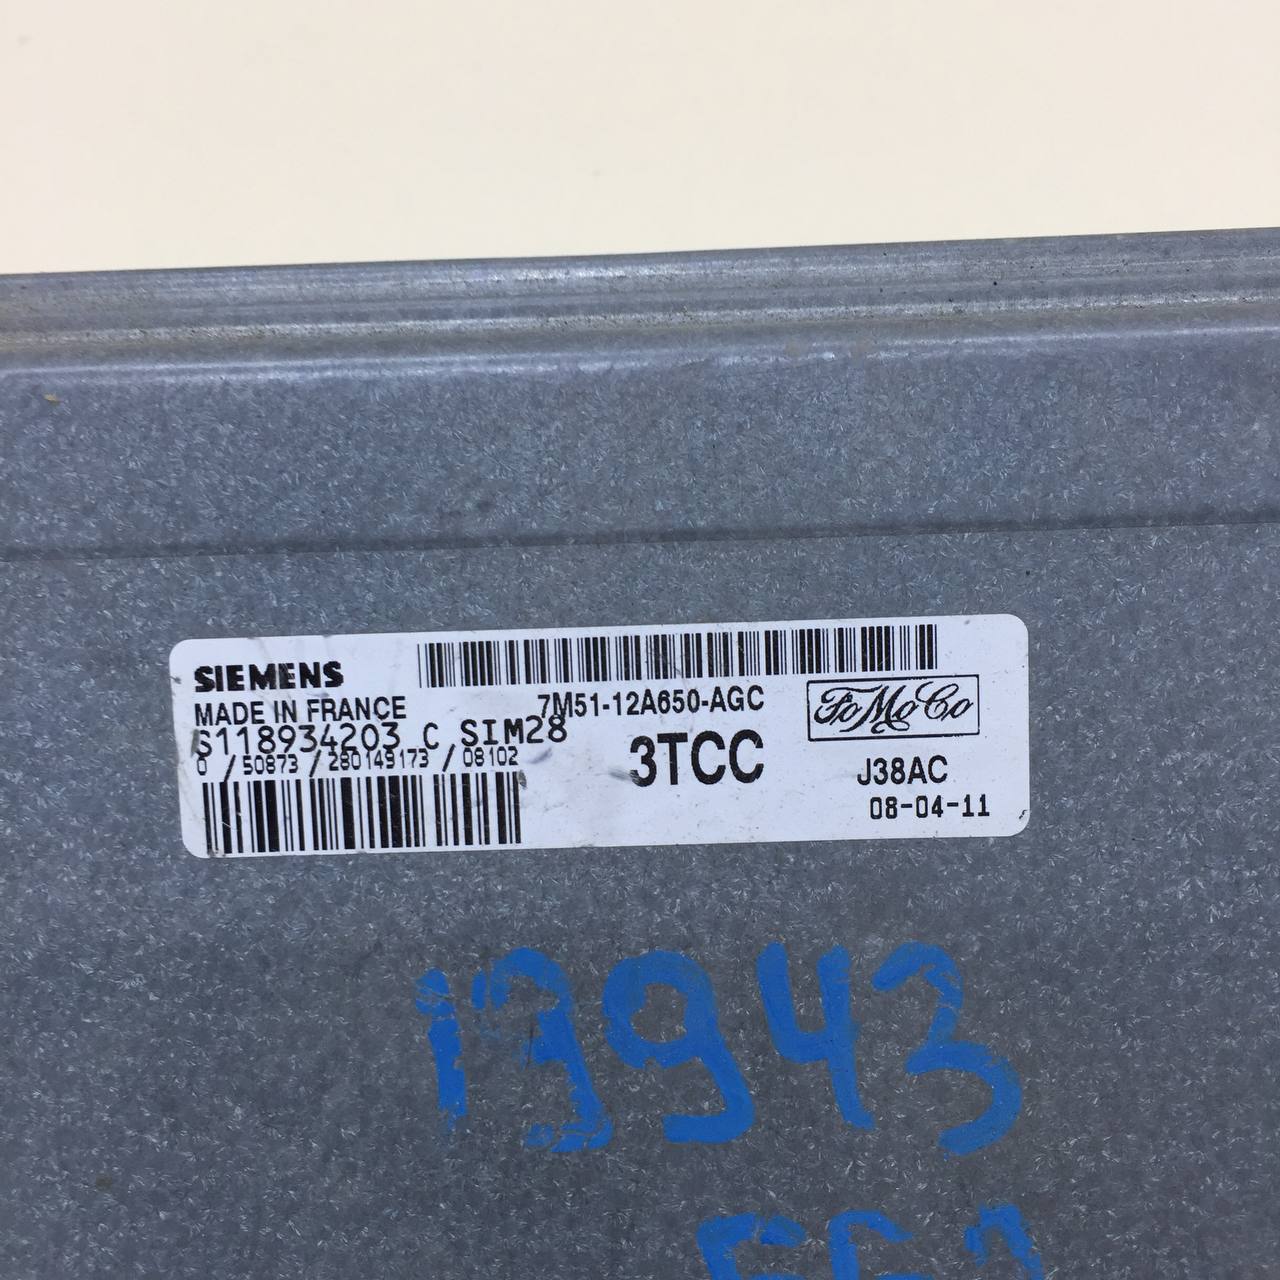 SIEMENS
MADE IN FRANCE
7M51-12A650-AGC
FoMoCo
S118934203 C SIM28
0 / 50873 / 280149173 / 08102
3TCC
J38AC
08-04-11
19943